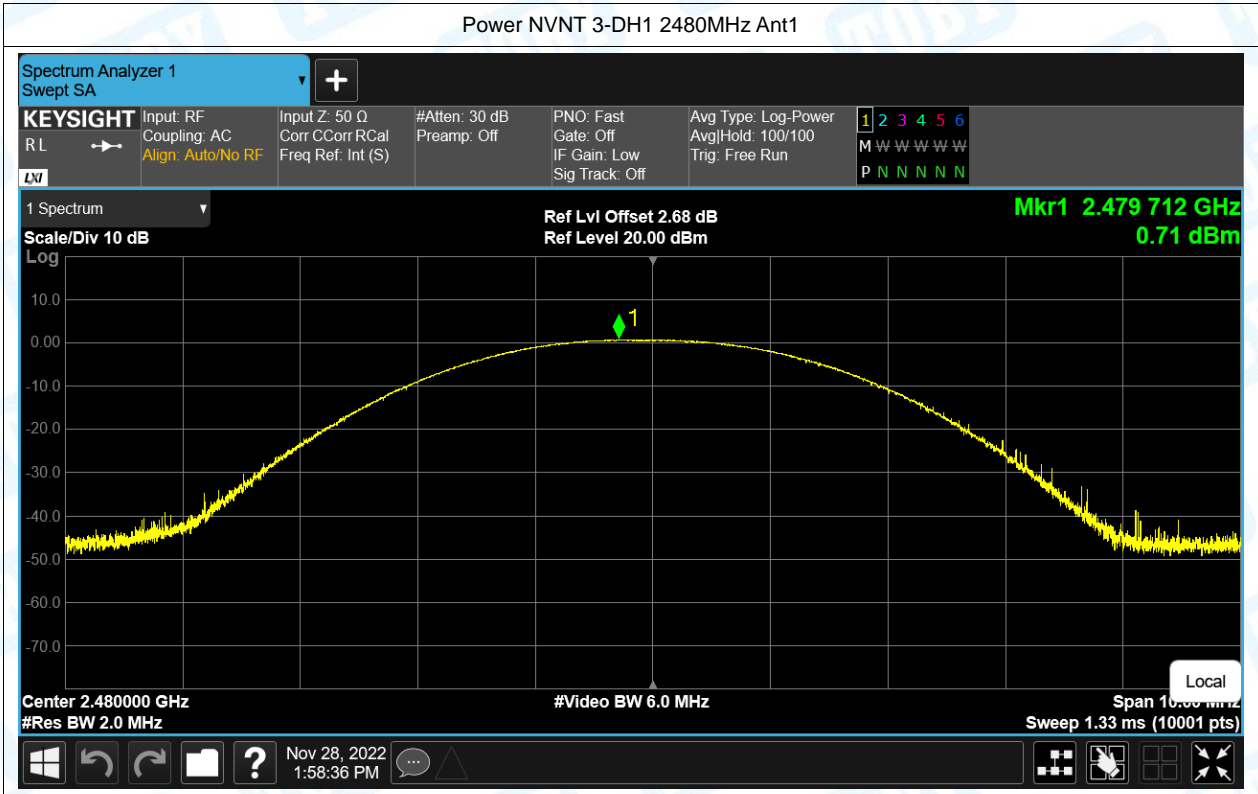 Power NVNT 3-DH1 2480MHz Ant1
Spectrum Analyzer 1
Swept SA
KEYSIGHT
R L
LXI
Input: RF
Coupling: AC
Align: Auto/No RF
Input Z: 50 Ω
Corr CCorr RCal
Freq Ref: Int (S)
#Atten: 30 dB
Preamp: Off
PNO: Fast
Gate: Off
IF Gain: Low
Sig Track: Off
Avg Type: Log-Power
Avg|Hold: 100/100
Trig: Free Run
1 2 3 4 5 6
M W W W W W
P N N N N N
1 Spectrum
Scale/Div 10 dB
Log
Ref Lvl Offset 2.68 dB
Ref Level 20.00 dBm
Mkr1 2.479 712 GHz
0.71 dBm
1
10.0
0.00
-10.0
-20.0
-30.0
-40.0
-50.0
-60.0
-70.0
Local
Center 2.480000 GHz
#Video BW 6.0 MHz
Span 10.00 MHz
#Res BW 2.0 MHz
Sweep 1.33 ms (10001 pts)
?
Nov 28, 2022
1:58:36 PM